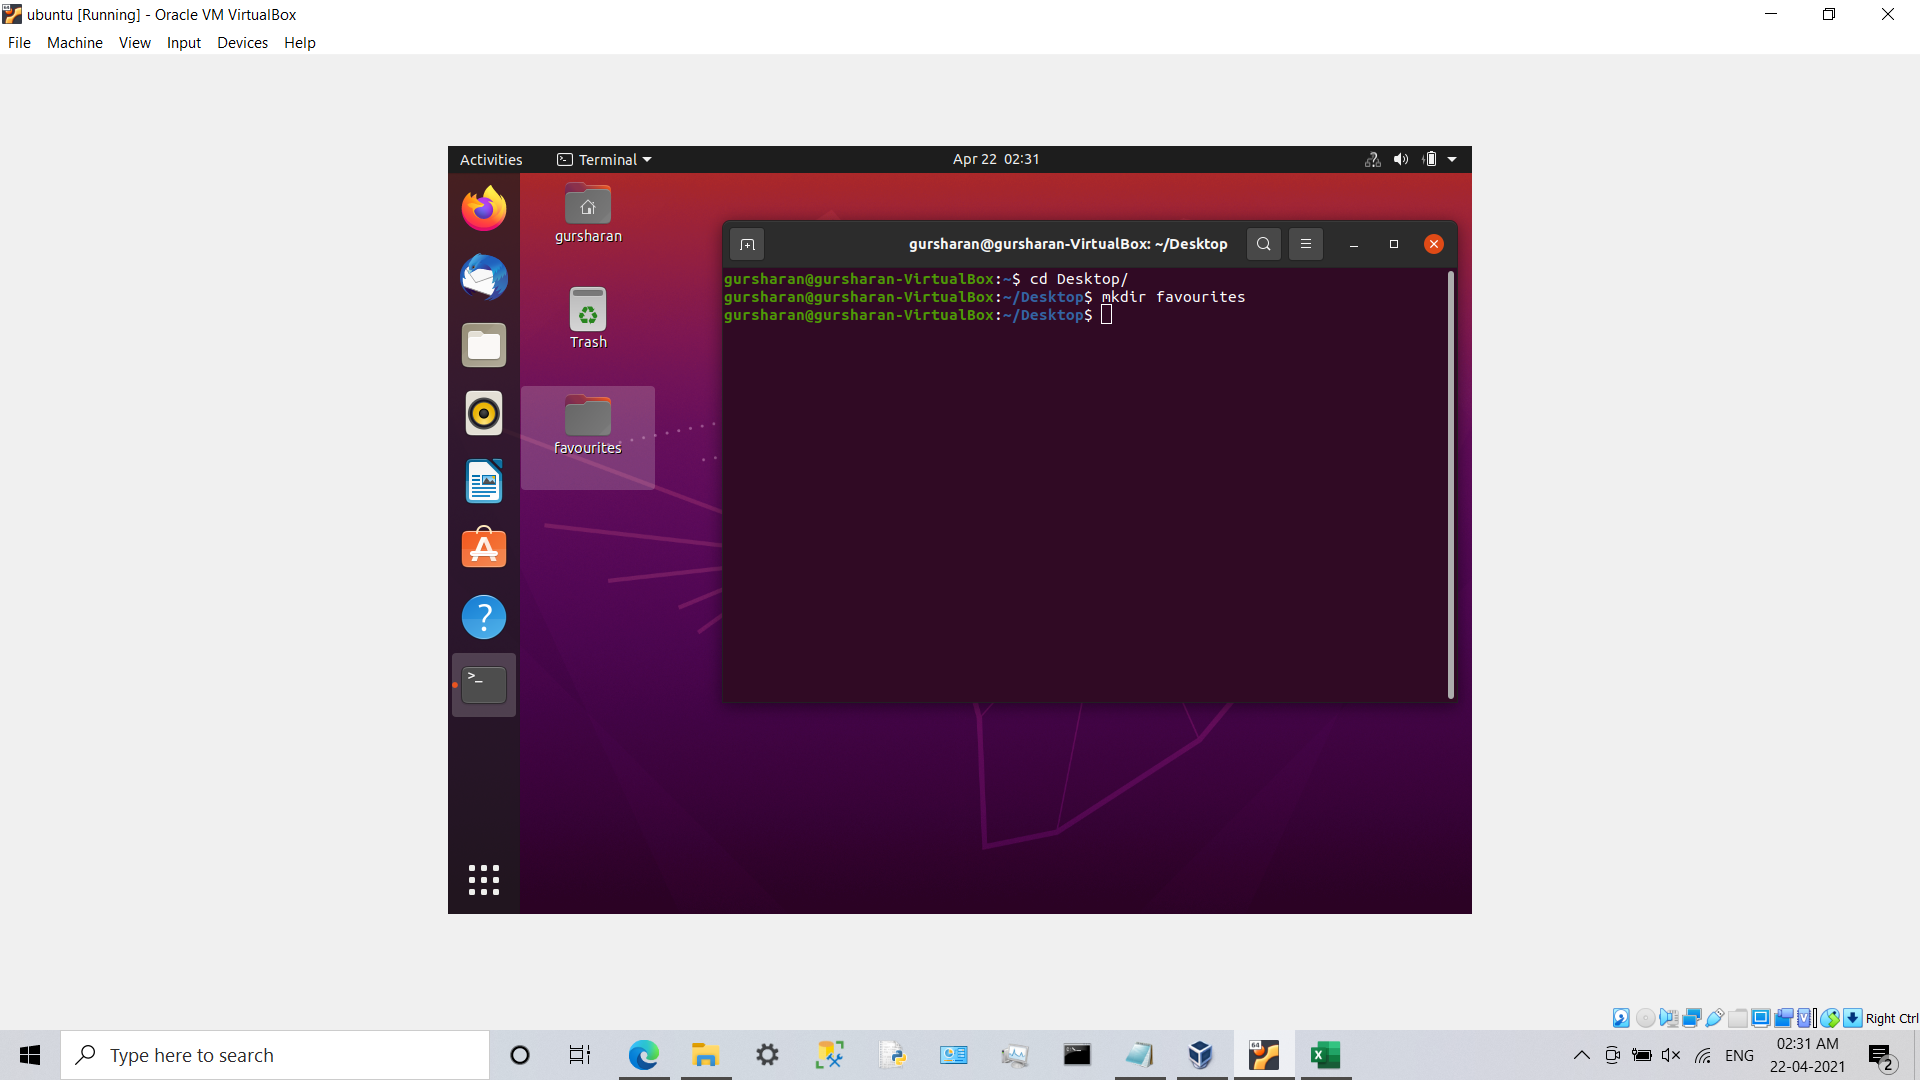 ubuntu [Running] - Oracle VM VirtualBox
File Machine View Input Devices Help
Activities Terminal Apr 22 02:31
gursharan
Trash
favourites
gursharan@gursharan-VirtualBox: ~/Desktop
gursharan@gursharan-VirtualBox:~$ cd Desktop/
gursharan@gursharan-VirtualBox:~/Desktop$ mkdir favourites
gursharan@gursharan-VirtualBox:~/Desktop$
Right Ctrl
Type here to search
64
ENG
02:31 AM
22-04-2021
2